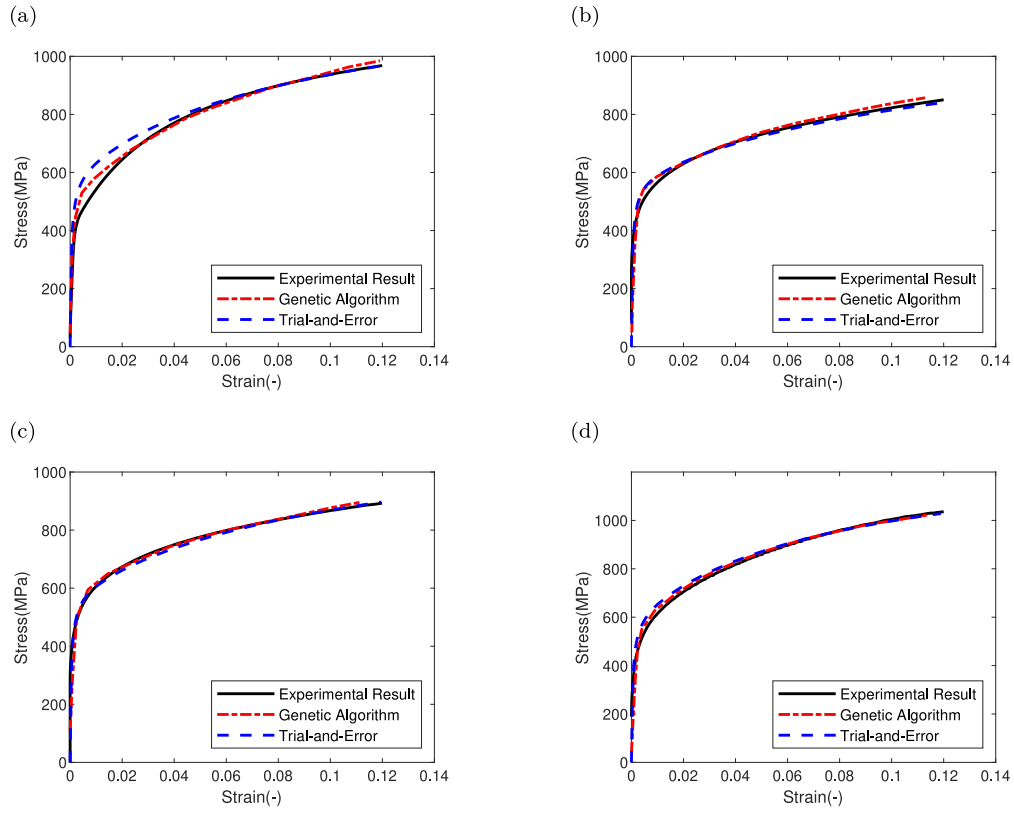 (a)
1000
800
600
400
200
0
Stress(MPa)
Experimental Result
Genetic Algorithm
Trial-and-Error
0 0.02 0.04 0.06 0.08 0.1 0.12 0.14
Strain(-)
(b)
1000
800
600
400
200
0
Stress(MPa)
Experimental Result
Genetic Algorithm
Trial-and-Error
0 0.02 0.04 0.06 0.08 0.1 0.12 0.14
Strain(-)
(c)
1000
800
600
400
200
0
Stress(MPa)
Experimental Result
Genetic Algorithm
Trial-and-Error
0 0.02 0.04 0.06 0.08 0.1 0.12 0.14
Strain(-)
(d)
1000
800
600
400
200
0
Stress(MPa)
Experimental Result
Genetic Algorithm
Trial-and-Error
0 0.02 0.04 0.06 0.08 0.1 0.12 0.14
Strain(-)